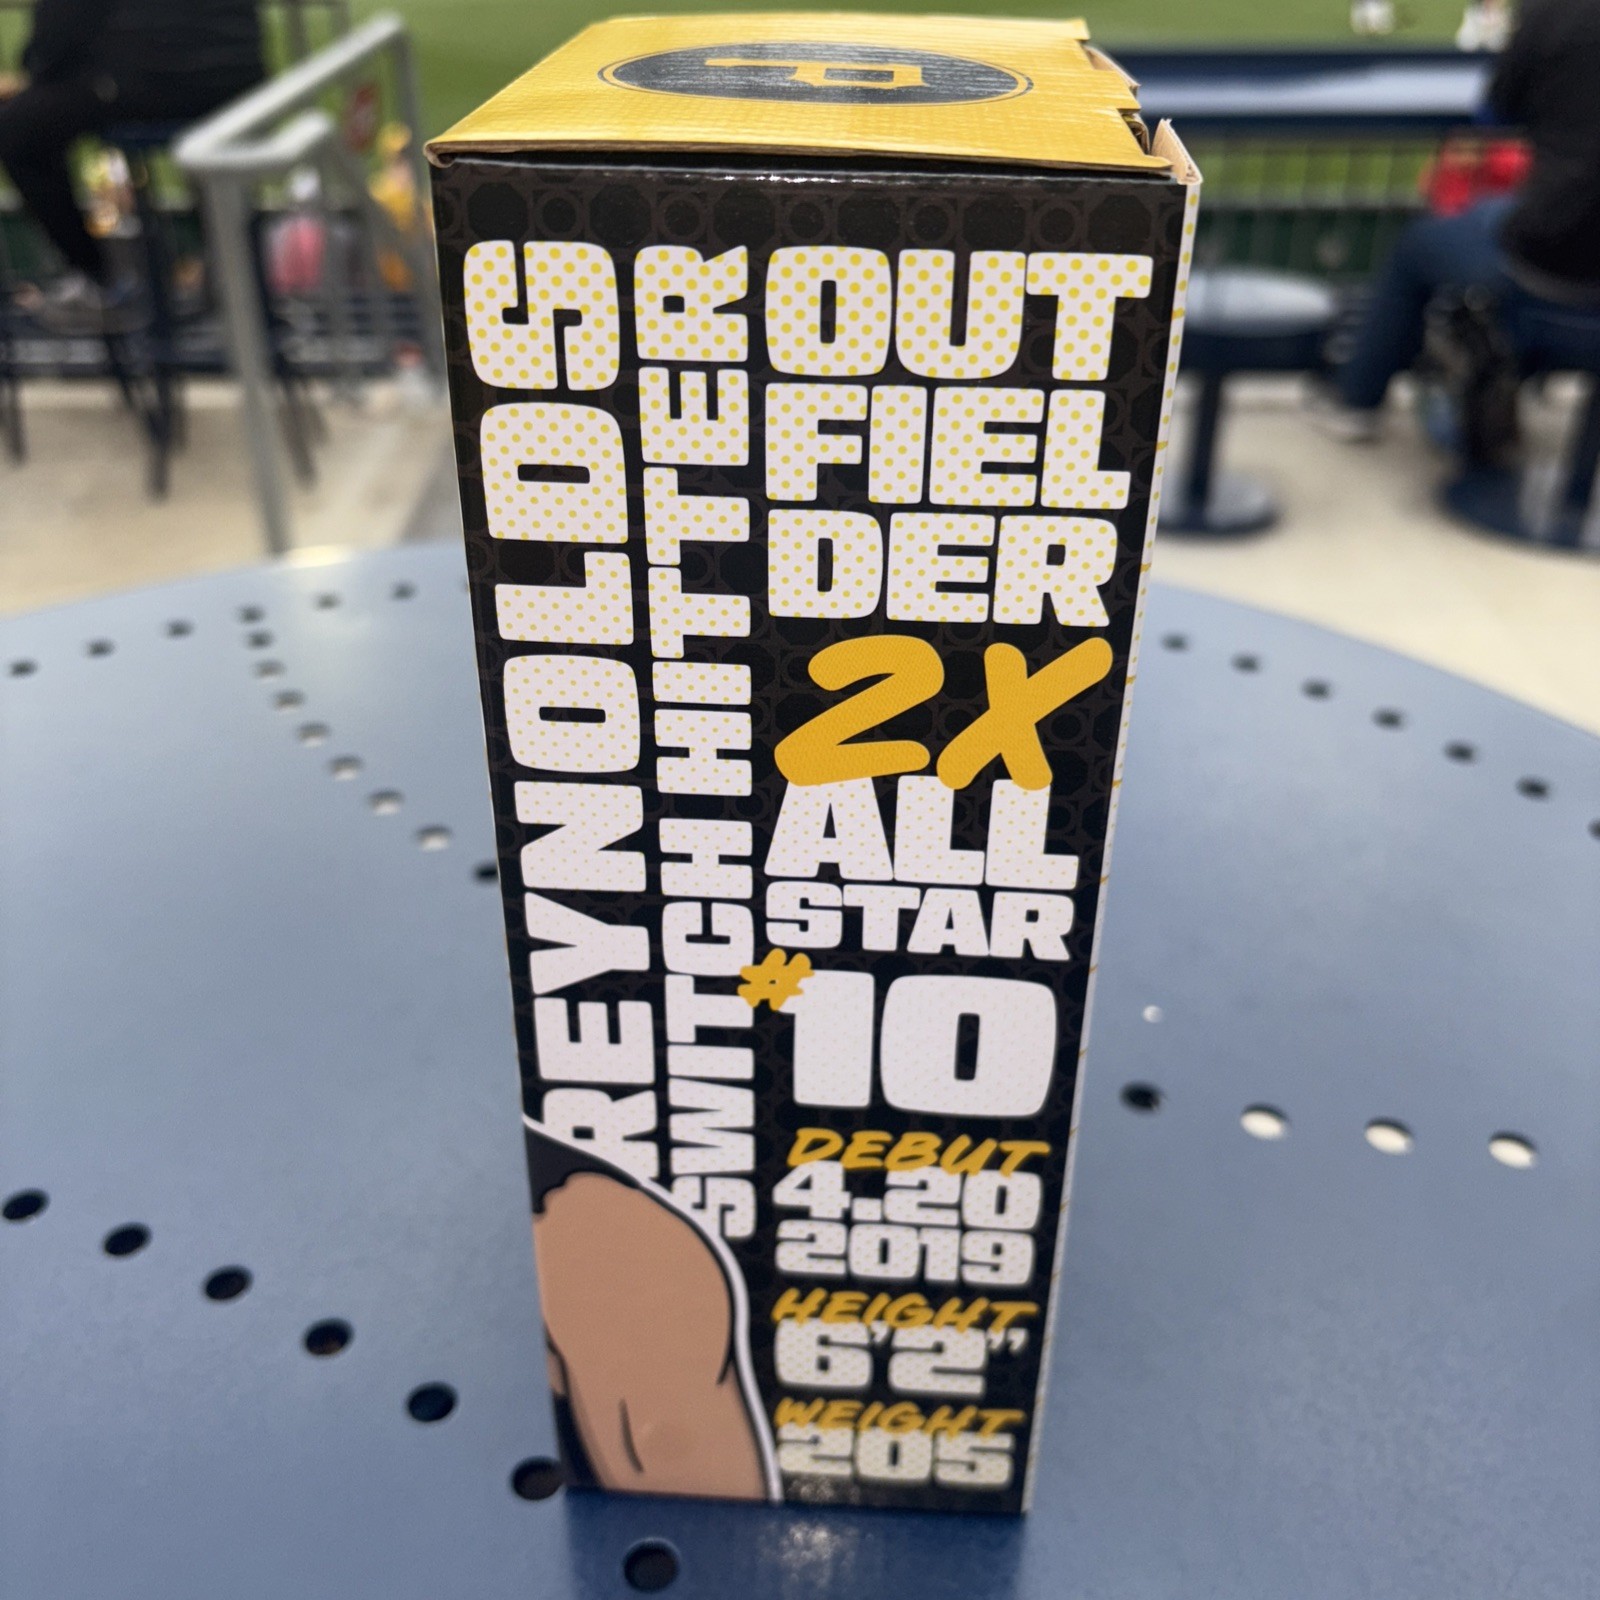 P
REYNOLDS
SWITCH HITTER
OUT
FIEL
DER
2X
ALL
STAR
#10
DEBUT
4.20
2019
HEIGHT
6'2"
WEIGHT
205